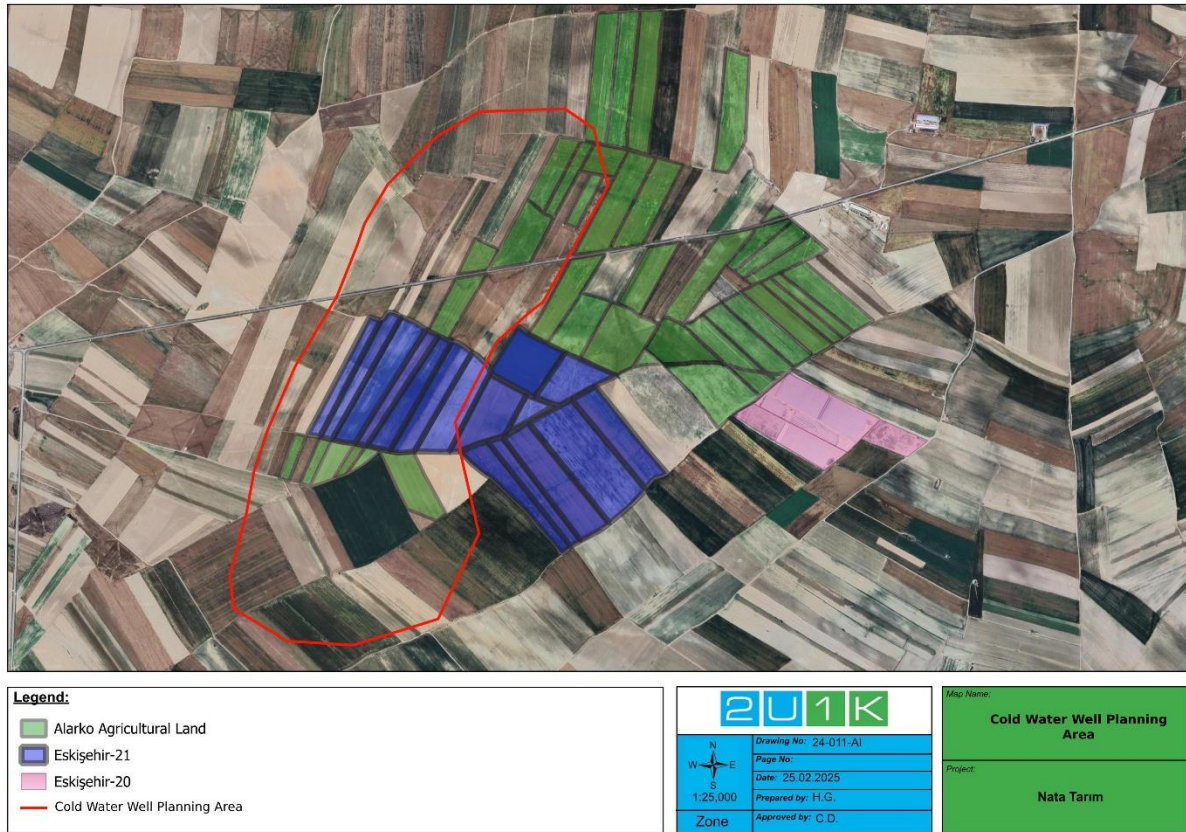 Legend:
Alarko Agricultural Land
Eskişehir-21
Eskişehir-20
Cold Water Well Planning Area
2U1K
N
W E
S
1:25,000
Zone
Drawing No: 24-011-AI
Page No:
Date: 25.02.2025
Prepared by: H.G.
Approved by: C.D.
Map Name:
Cold Water Well Planning
Area
Project:
Nata Tarım